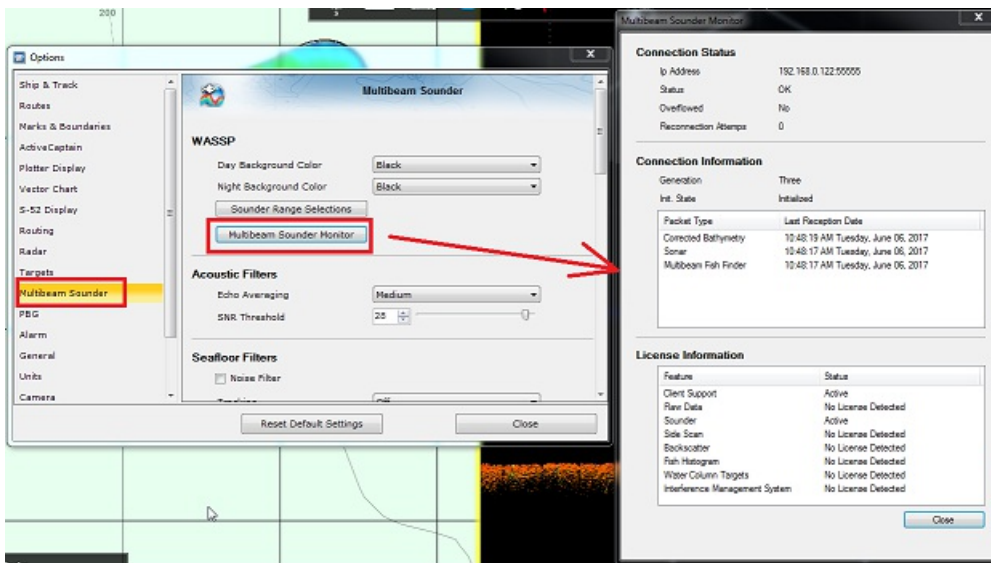 200
Options
Ship & Track
Routes
Marks & Boundaries
ActiveCaptain
Plotter Display
Vector Chart
S-52 Display
Routing
Radar
Targets
Multibeam Sounder
PBG
Alarm
General
Units
Camera
Multibeam Sounder
WASSP
Day Background Color Black
Night Background Color Black
Sounder Range Selections
Multibeam Sounder Monitor
Acoustic Filters
Echo Averaging Medium
SNR Threshold 28
Seafloor Filters
Noise Filter
Reset Default Settings Close
Multibeam Sounder Monitor
Connection Status
Ip Address 192.168.0.122:55555
Status OK
Overflowed No
Reconnection Attemps 0
Connection Information
Generation Three
Init. State Initialized
Packet Type Last Reception Date
Corrected Bathymetry 10:48:19 AM Tuesday, June 06, 2017
Sonar 10:48:17 AM Tuesday, June 06, 2017
Multibeam Fish Finder 10:48:17 AM Tuesday, June 06, 2017
License Information
Feature Status
Client Support Active
Raw Data No License Detected
Sounder Active
Side Scan No License Detected
Backscatter No License Detected
Fish Histogram No License Detected
Water Column Targets No License Detected
Interference Management System No License Detected
Close